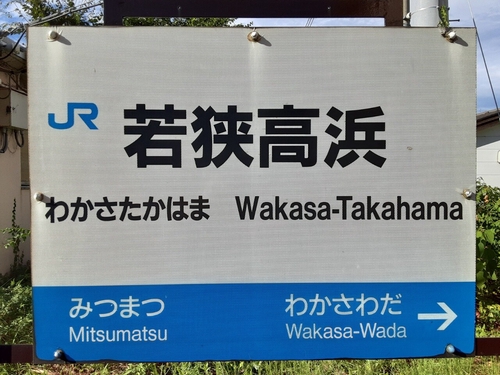 JR 若狭高浜
わかさたかはま Wakasa-Takahama
みつまつ わかさわだ
Mitsumatsu Wakasa-Wada